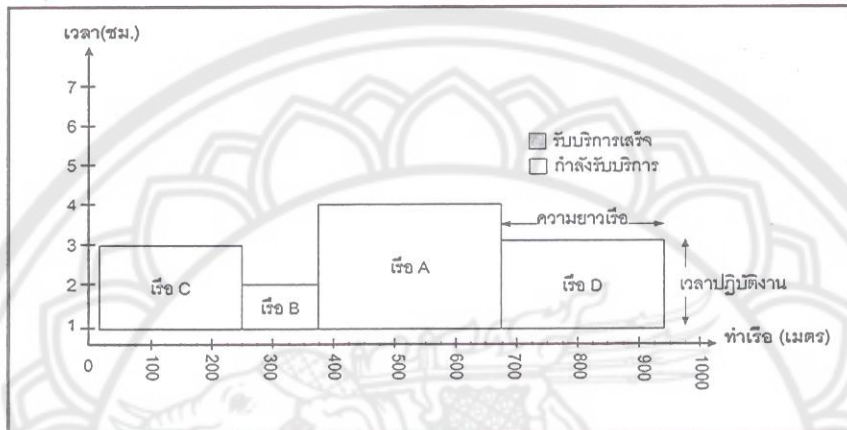 เวลา(ชม.)
7
6
5
4
3
2
1
0
รับบริการเสร็จ
กำลังรับบริการ
ความยาวเรือ
เรือ C
เรือ B
เรือ A
เรือ D
เวลาปฏิบัติงาน
ท่าเรือ (เมตร)
100
200
300
400
500
600
700
800
900
1000